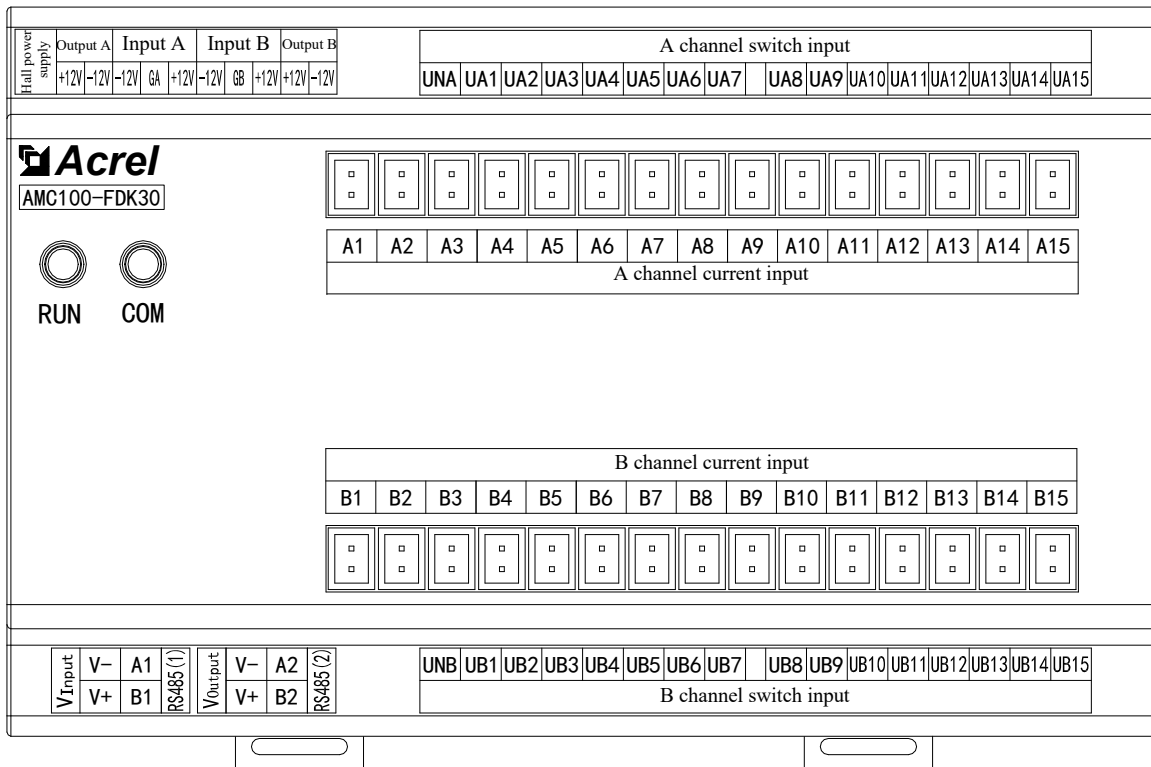 Hall power supply
Output A Input A Input B Output B
+12V -12V -12V GA +12V -12V GB +12V +12V -12V
A channel switch input
UNA UA1 UA2 UA3 UA4 UA5 UA6 UA7 UA8 UA9 UA10 UA11 UA12 UA13 UA14 UA15
Acrel
AMC100-FDK30
RUN COM
A1 A2 A3 A4 A5 A6 A7 A8 A9 A10 A11 A12 A13 A14 A15
A channel current input
B channel current input
B1 B2 B3 B4 B5 B6 B7 B8 B9 B10 B11 B12 B13 B14 B15
VInput V- A1 RS485(1) VOutput V- A2 RS485(2)
V+ B1 V+ B2
UNB UB1 UB2 UB3 UB4 UB5 UB6 UB7 UB8 UB9 UB10 UB11 UB12 UB13 UB14 UB15
B channel switch input